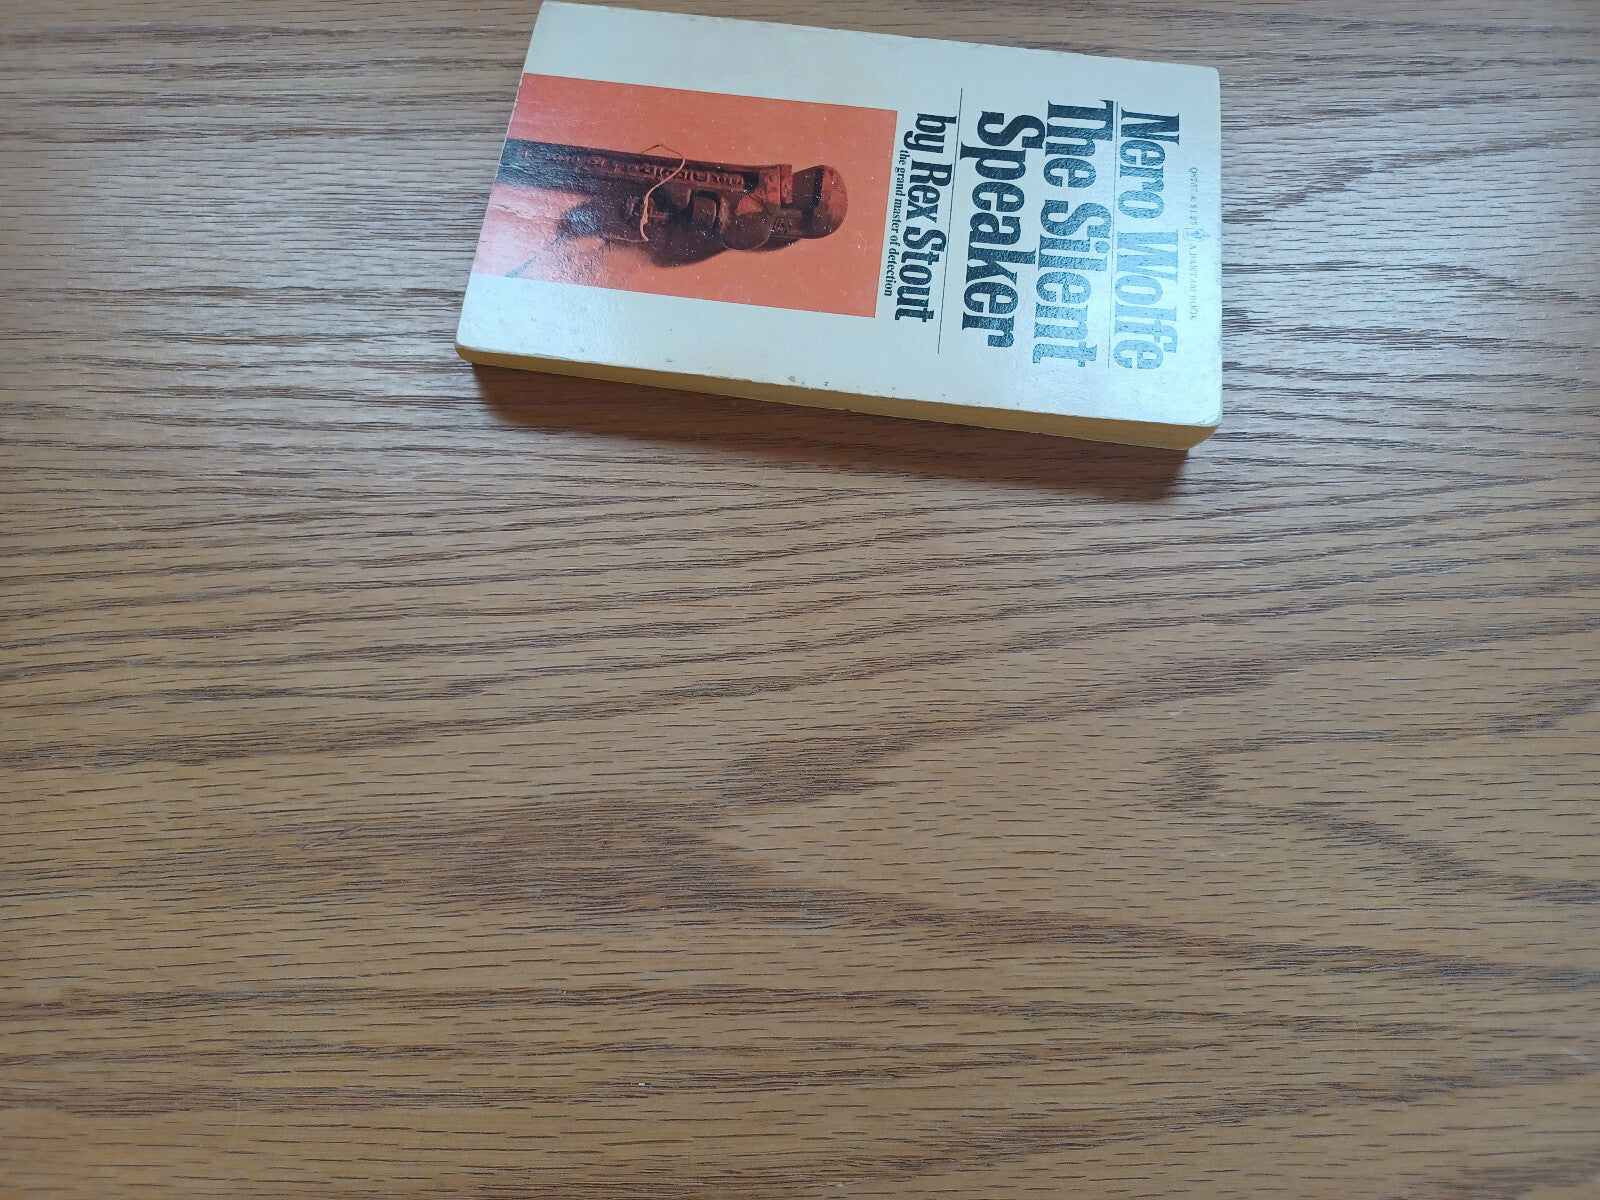 A BANTAM BOOK
Nero Wolfe
The Silent
Speaker
by Rex Stout
the grand master of detection